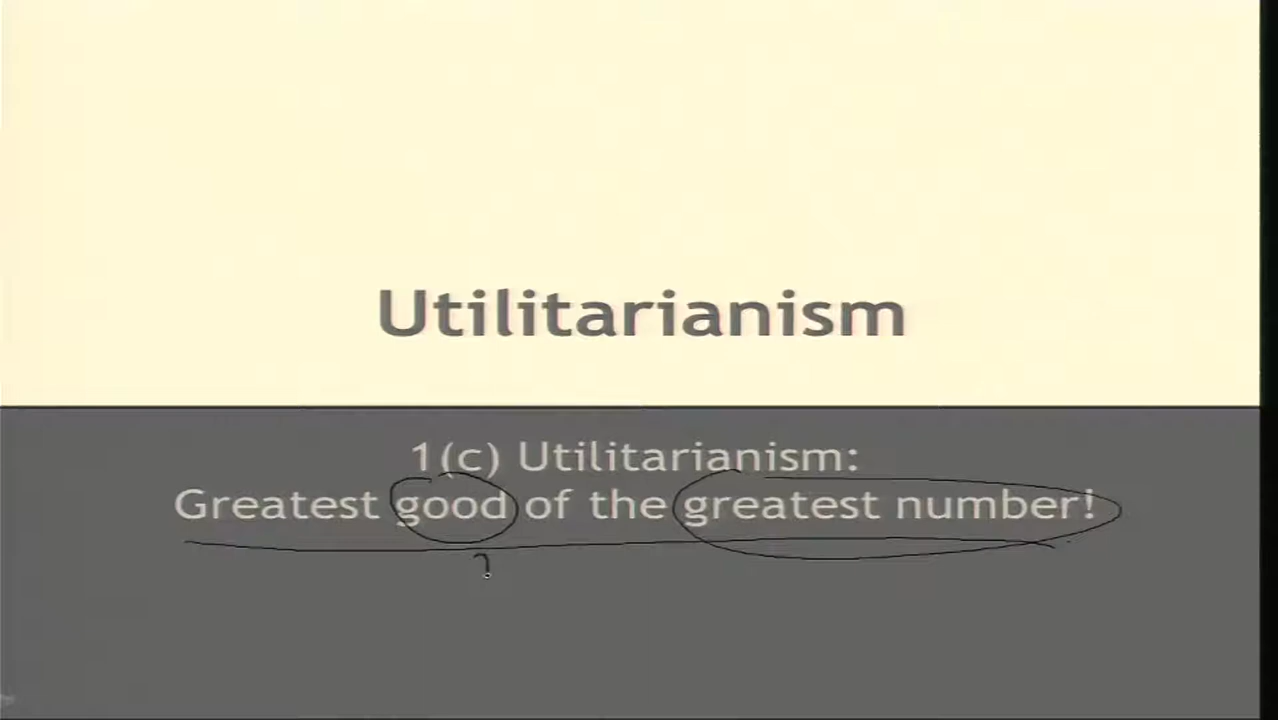 Utilitarianism
1(c) Utilitarianism:
Greatest good of the greatest number!
?